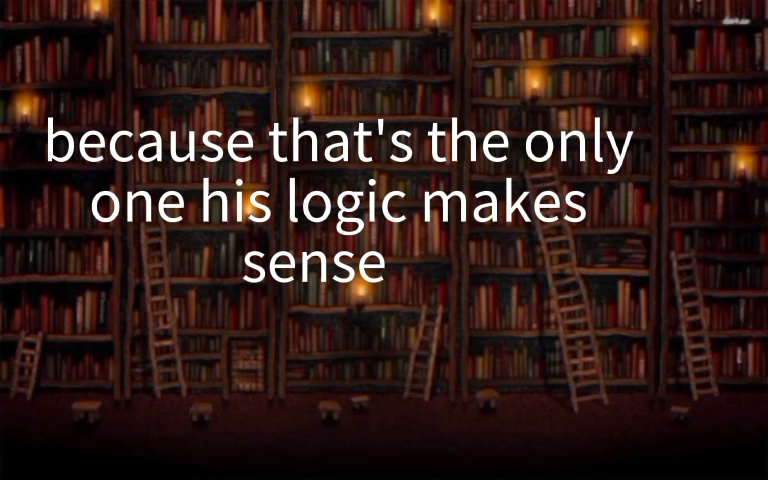 because that's the only
one his logic makes
sense